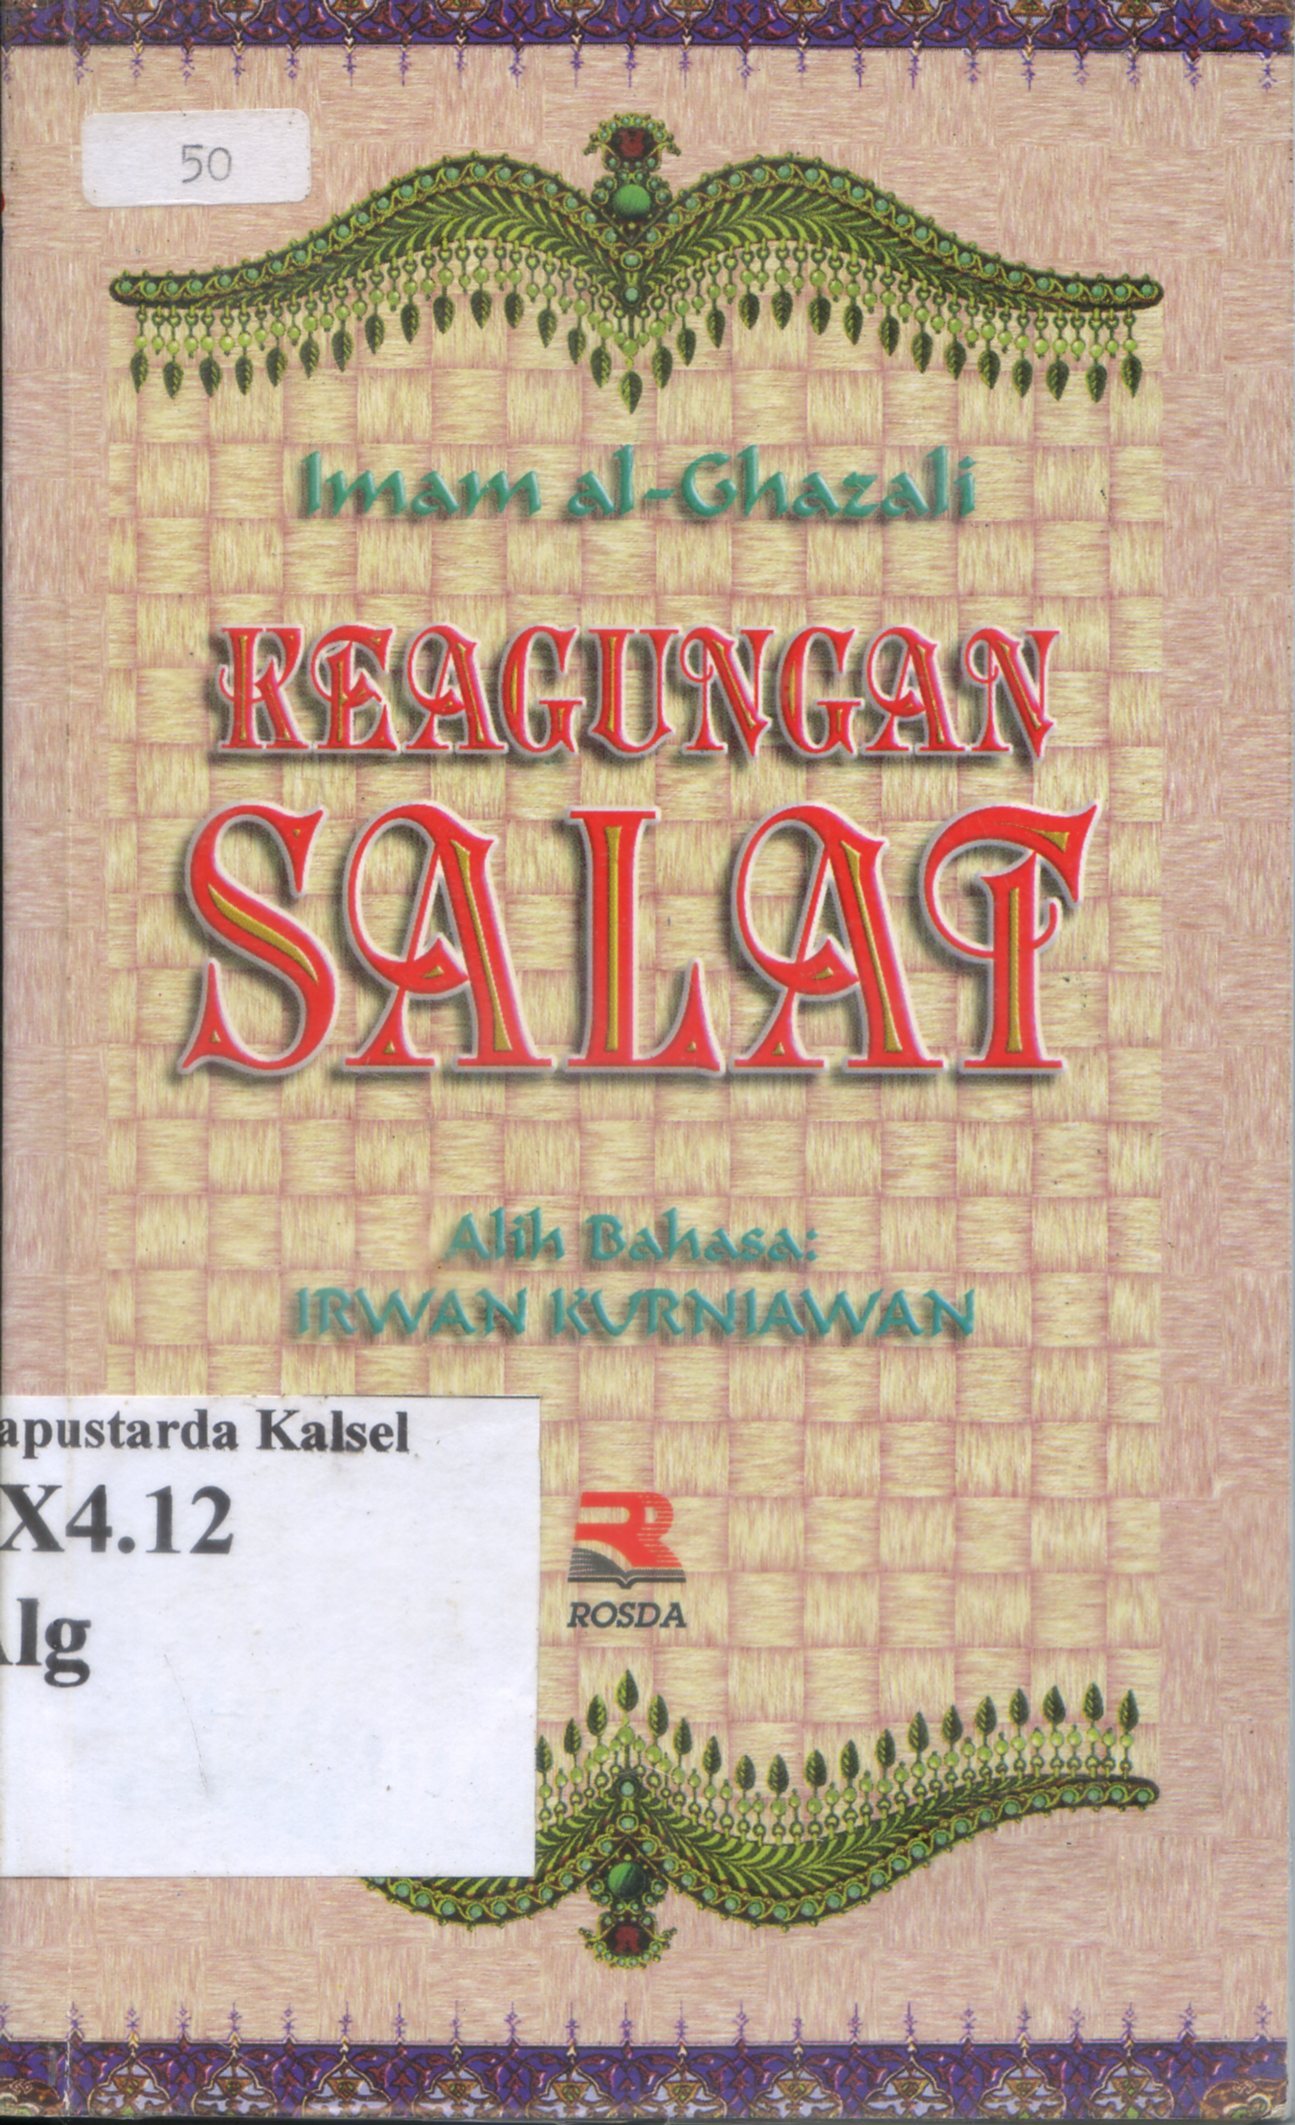 50
Imam al-Ghazali
KEAGUNGAN
SALAT
Alih Bahasa:
IRWAN KURNIAWAN
apustarda Kalsel
X4.12
Alg
ROSDA